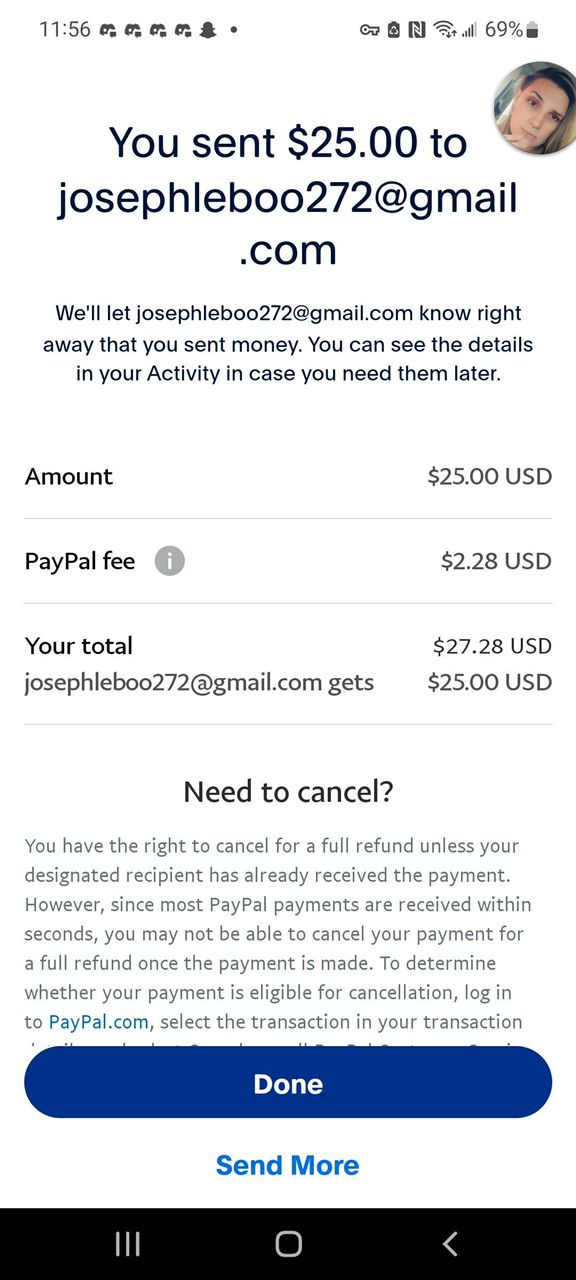 11:56
69%
You sent $25.00 to
josephleboo272@gmail
.com
We'll let josephleboo272@gmail.com know right
away that you sent money. You can see the details
in your Activity in case you need them later.
Amount $25.00 USD
PayPal fee i $2.28 USD
Your total $27.28 USD
josephleboo272@gmail.com gets $25.00 USD
Need to cancel?
You have the right to cancel for a full refund unless your
designated recipient has already received the payment.
However, since most PayPal payments are received within
seconds, you may not be able to cancel your payment for
a full refund once the payment is made. To determine
whether your payment is eligible for cancellation, log in
to PayPal.com, select the transaction in your transaction
Done
Send More